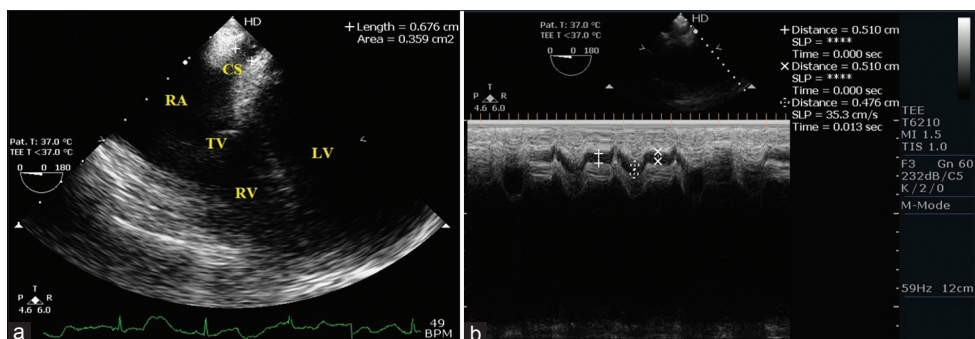 HD
+ Length = 0.676 cm
Area = 0.359 cm2
CS
RA
Pat. T: 37.0 °C
TEE T <37.0 °C
0 180
TV
LV
RV
T
P R
4.6 6.0
49
BPM
a
HD
Pat. T: 37.0 °C
TEE T: 37.0 °C
0 180
T
P R
4.6 6.0
+ Distance = 0.510 cm
SLP = ****
Time = 0.000 sec
× Distance = 0.510 cm
SLP = ****
Time = 0.000 sec
Distance = 0.476 cm
SLP = 35.3 cm/s
Time = 0.013 sec
TEE
T6210
MI 1.5
TIS 1.0
F3 Gn 60
232dB/C5
K/2/0
M-Mode
59Hz 12cm
b